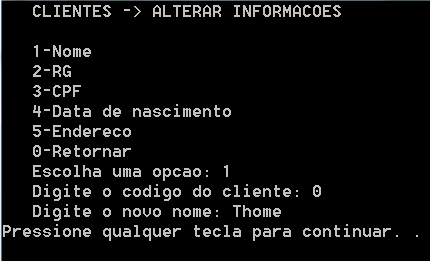 CLIENTES -> ALTERAR INFORMACOES
1-Nome
2-RG
3-CPF
4-Data de nascimento
5-Endereco
0-Retornar
Escolha uma opcao: 1
Digite o codigo do cliente: 0
Digite o novo nome: Thome
Pressione qualquer tecla para continuar. .